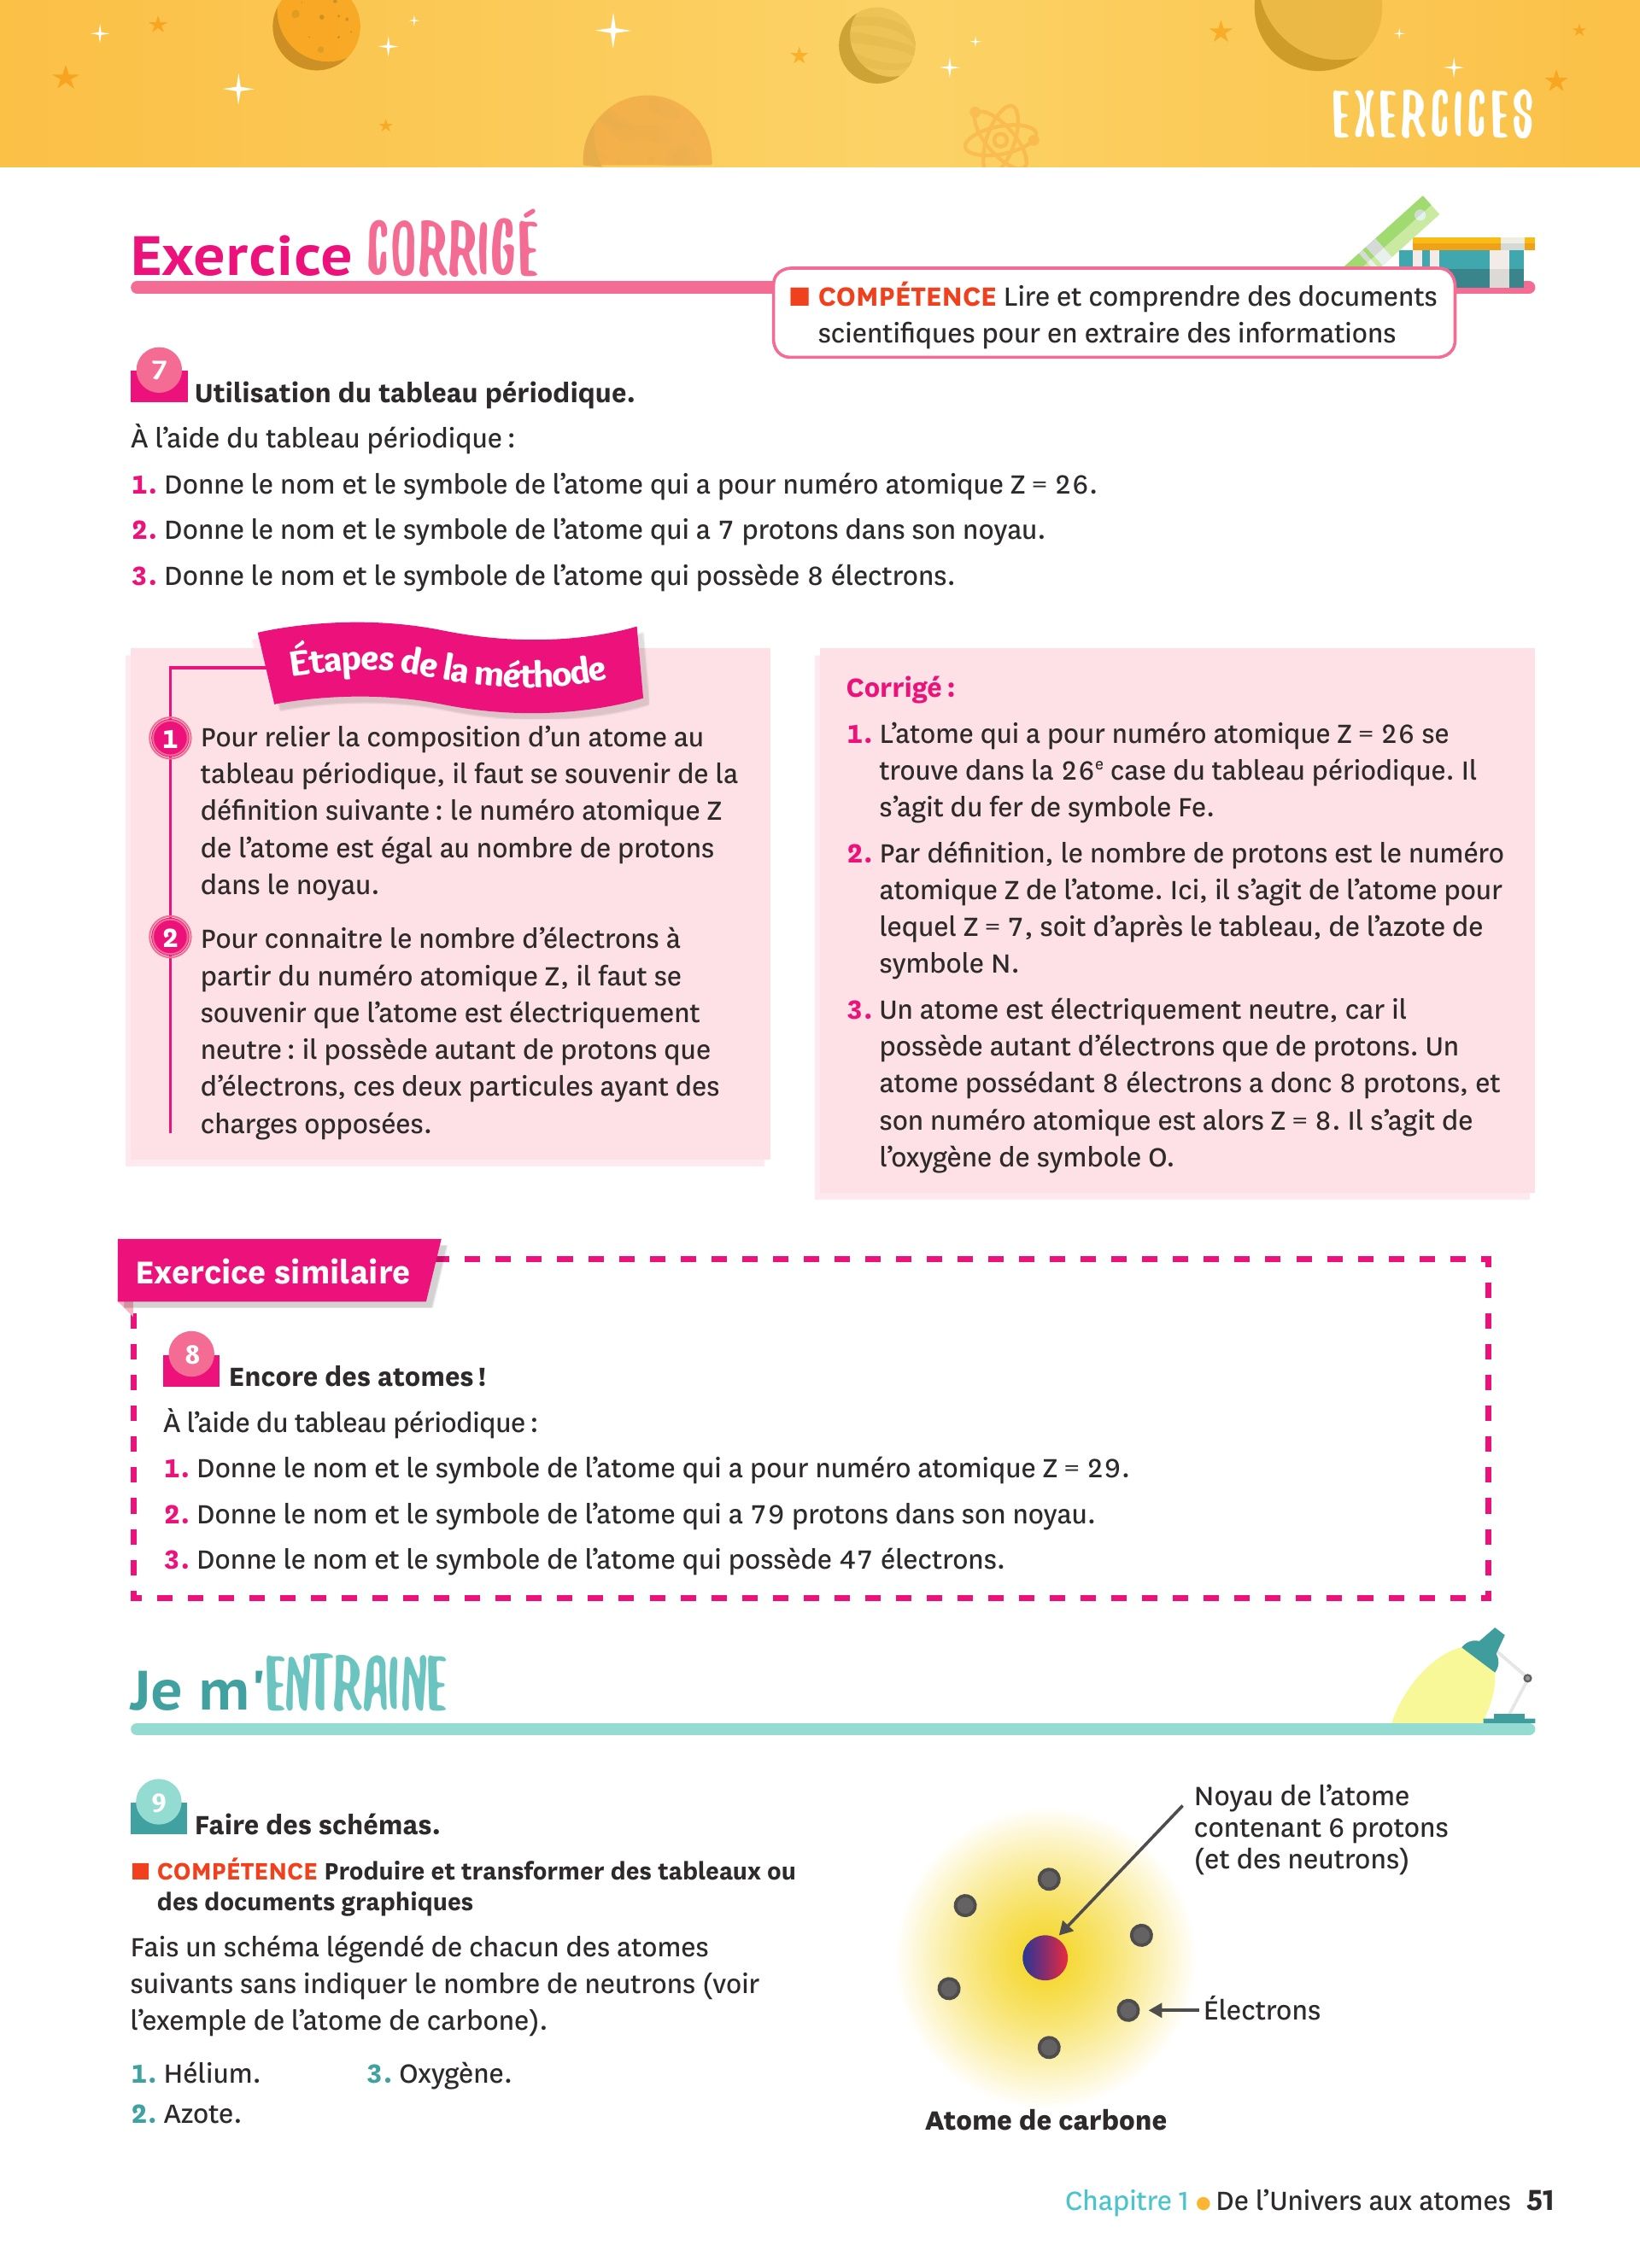 EXERCICES
Exercice CORRIGÉ
COMPÉTENCE Lire et comprendre des documents
scientifiques pour en extraire des informations
7
Utilisation du tableau périodique.
À l’aide du tableau périodique :
1. Donne le nom et le symbole de l’atome qui a pour numéro atomique Z = 26.
2. Donne le nom et le symbole de l’atome qui a 7 protons dans son noyau.
3. Donne le nom et le symbole de l’atome qui possède 8 électrons.
Étapes de la méthode
1 Pour relier la composition d’un atome au
tableau périodique, il faut se souvenir de la
définition suivante : le numéro atomique Z
de l’atome est égal au nombre de protons
dans le noyau.
2 Pour connaitre le nombre d’électrons à
partir du numéro atomique Z, il faut se
souvenir que l’atome est électriquement
neutre : il possède autant de protons que
d’électrons, ces deux particules ayant des
charges opposées.
Corrigé :
1. L’atome qui a pour numéro atomique Z = 26 se
trouve dans la 26e case du tableau périodique. Il
s’agit du fer de symbole Fe.
2. Par définition, le nombre de protons est le numéro
atomique Z de l’atome. Ici, il s’agit de l’atome pour
lequel Z = 7, soit d’après le tableau, de l’azote de
symbole N.
3. Un atome est électriquement neutre, car il
possède autant d’électrons que de protons. Un
atome possédant 8 électrons a donc 8 protons, et
son numéro atomique est alors Z = 8. Il s’agit de
l’oxygène de symbole O.
Exercice similaire
8
Encore des atomes !
À l’aide du tableau périodique :
1. Donne le nom et le symbole de l’atome qui a pour numéro atomique Z = 29.
2. Donne le nom et le symbole de l’atome qui a 79 protons dans son noyau.
3. Donne le nom et le symbole de l’atome qui possède 47 électrons.
Je m'ENTRAINE
9
Faire des schémas.
COMPÉTENCE Produire et transformer des tableaux ou
des documents graphiques
Fais un schéma légendé de chacun des atomes
suivants sans indiquer le nombre de neutrons (voir
l’exemple de l’atome de carbone).
1. Hélium. 3. Oxygène.
2. Azote.
Noyau de l’atome
contenant 6 protons
(et des neutrons)
Électrons
Atome de carbone
Chapitre 1 De l’Univers aux atomes 51